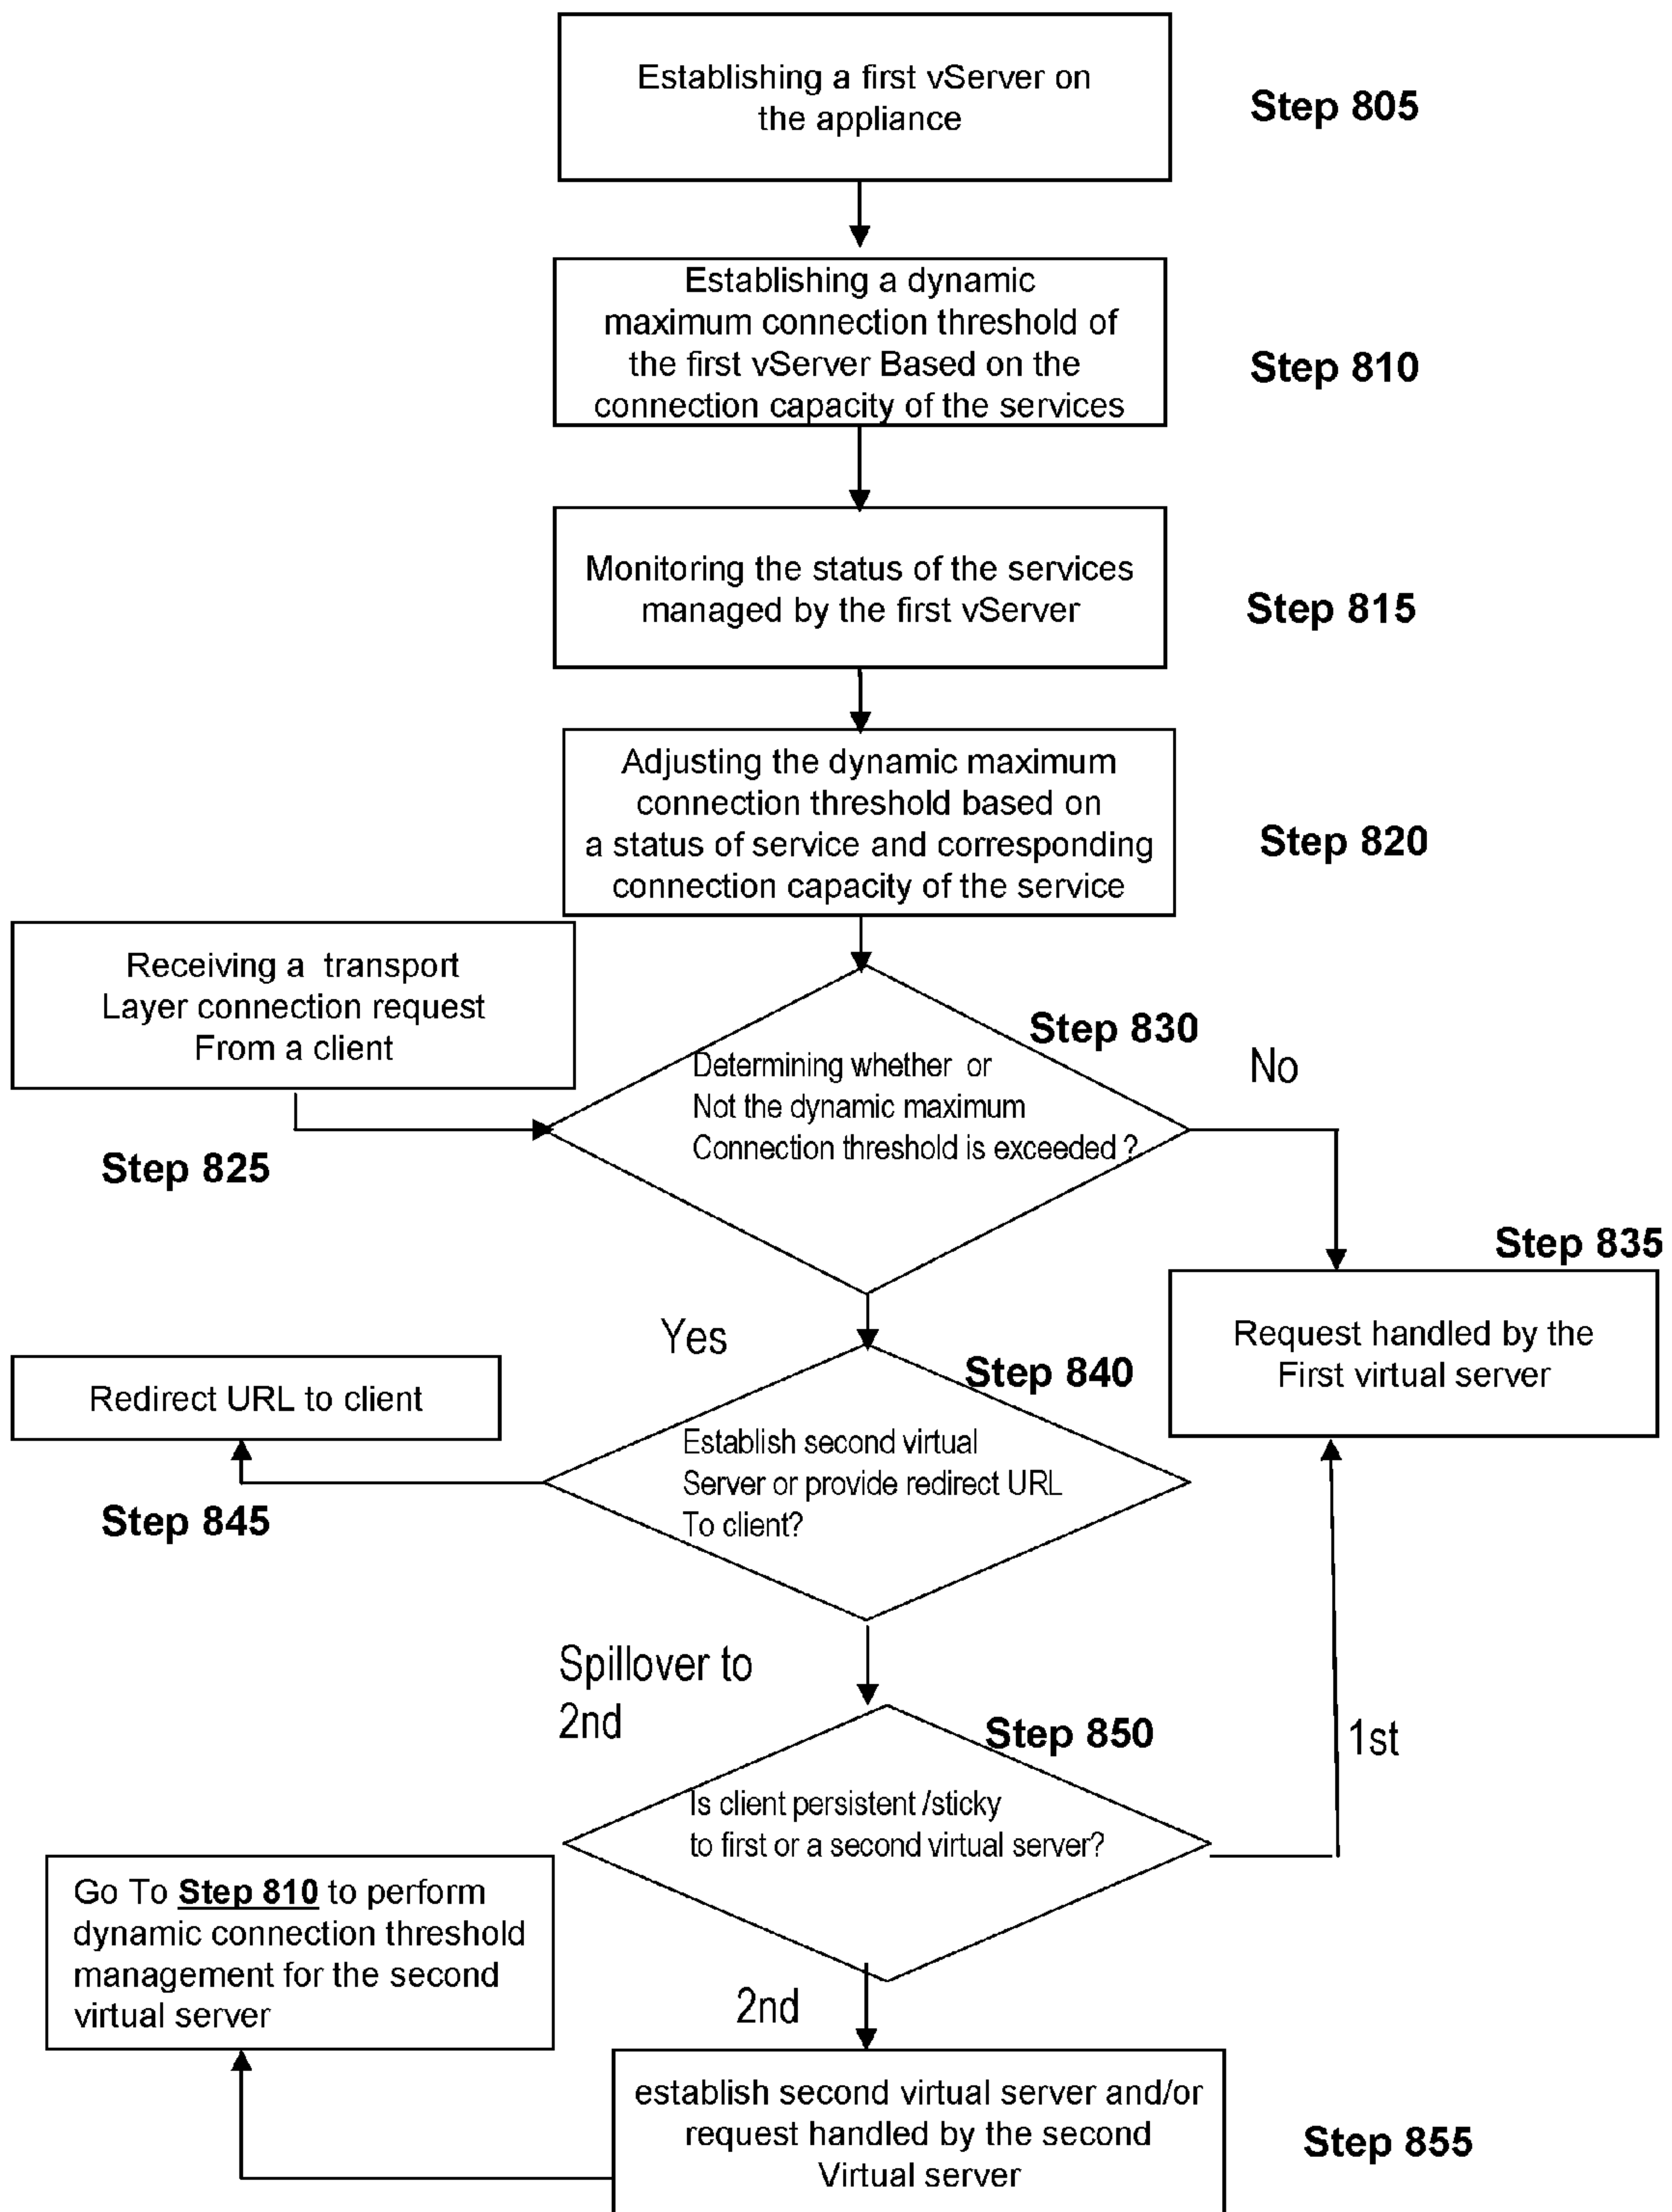 Establishing a first vServer on
the appliance
Step 805
Establishing a dynamic
maximum connection threshold of
the first vServer Based on the
connection capacity of the services
Step 810
Monitoring the status of the services
managed by the first vServer
Step 815
Adjusting the dynamic maximum
connection threshold based on
a status of service and corresponding
connection capacity of the service
Step 820
Receiving a transport
Layer connection request
From a client
Step 825
Step 830
Determining whether or
Not the dynamic maximum
Connection threshold is exceeded ?
No
Step 835
Request handled by the
First virtual server
Yes
Step 840
Establish second virtual
Server or provide redirect URL
To client?
Redirect URL to client
Step 845
Spillover to
2nd
Step 850
Is client persistent /sticky
to first or a second virtual server?
1st
Go To Step 810 to perform
dynamic connection threshold
management for the second
virtual server
2nd
establish second virtual server and/or
request handled by the second
Virtual server
Step 855